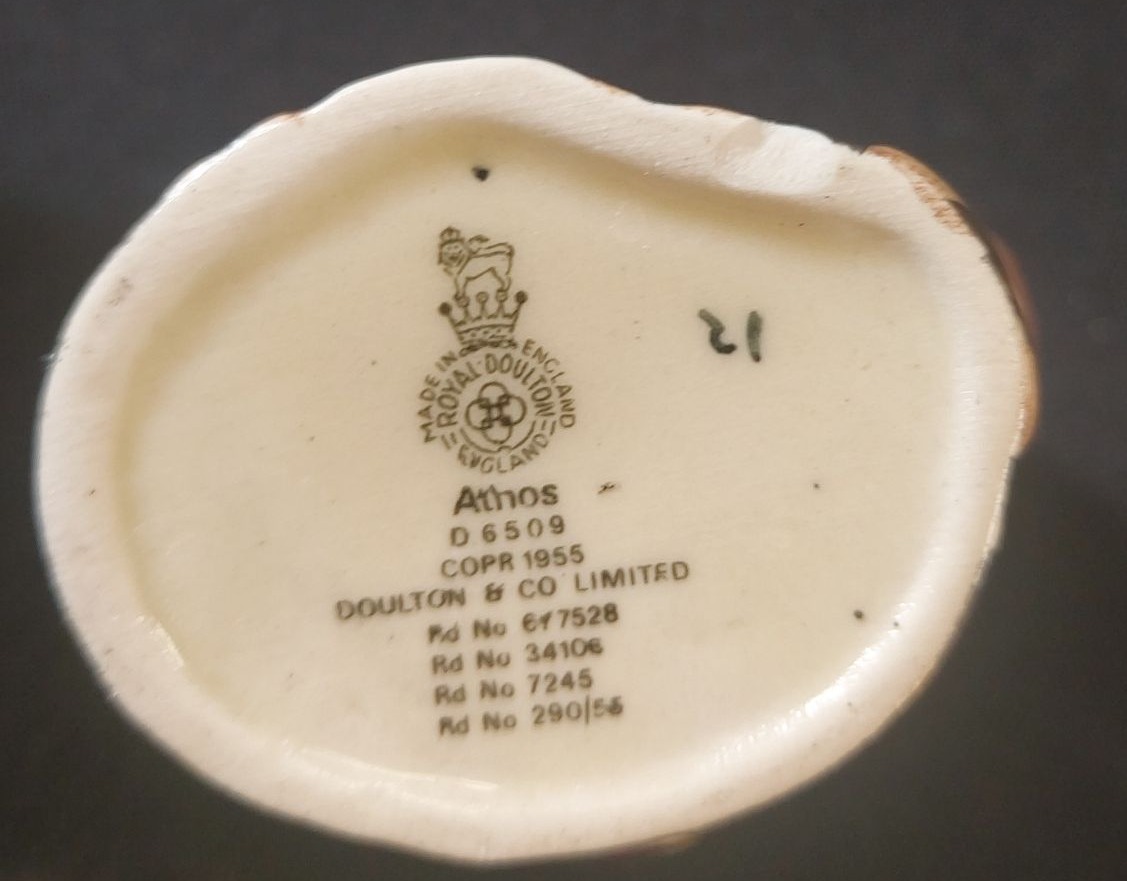 MADE IN ENGLAND
ROYAL DOULTON
ENGLAND
21
Athos
D 6509
COPR 1955
DOULTON & CO LIMITED
Rd No 617528
Rd No 34106
Rd No 7245
Rd No 290/55